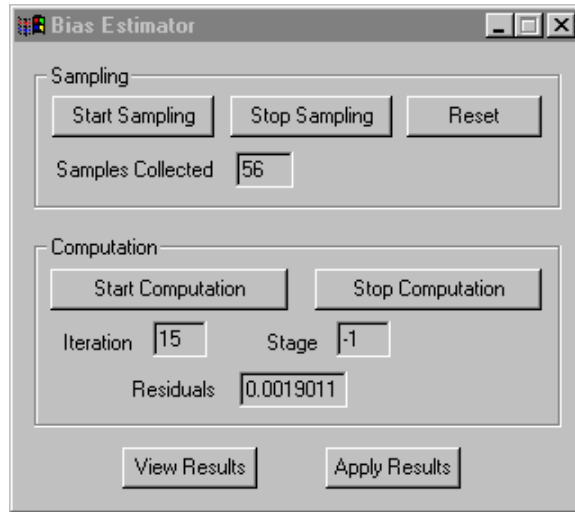 Bias Estimator
Sampling
Start Sampling Stop Sampling Reset
Samples Collected 56
Computation
Start Computation Stop Computation
Iteration 15 Stage -1
Residuals 0.0019011
View Results Apply Results